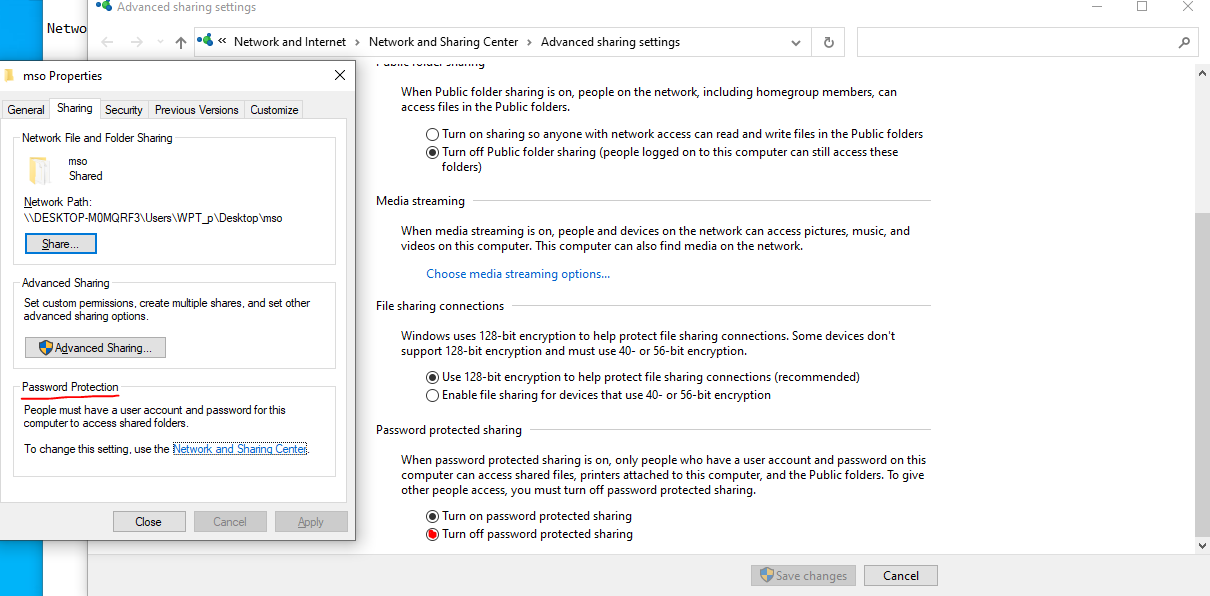 Advanced sharing settings
Netwo
« Network and Internet › Network and Sharing Center › Advanced sharing settings
mso Properties
General Sharing Security Previous Versions Customize
Network File and Folder Sharing
mso
Shared
Network Path:
\\DESKTOP-M0MQRF3\Users\WPT_p\Desktop\mso
Share...
Advanced Sharing
Set custom permissions, create multiple shares, and set other
advanced sharing options.
Advanced Sharing...
Password Protection
People must have a user account and password for this
computer to access shared folders.
To change this setting, use the Network and Sharing Center.
Close Cancel Apply
Public folder sharing
When Public folder sharing is on, people on the network, including homegroup members, can
access files in the Public folders.
Turn on sharing so anyone with network access can read and write files in the Public folders
Turn off Public folder sharing (people logged on to this computer can still access these
folders)
Media streaming
When media streaming is on, people and devices on the network can access pictures, music, and
videos on this computer. This computer can also find media on the network.
Choose media streaming options...
File sharing connections
Windows uses 128-bit encryption to help protect file sharing connections. Some devices don't
support 128-bit encryption and must use 40- or 56-bit encryption.
Use 128-bit encryption to help protect file sharing connections (recommended)
Enable file sharing for devices that use 40- or 56-bit encryption
Password protected sharing
When password protected sharing is on, only people who have a user account and password on this
computer can access shared files, printers attached to this computer, and the Public folders. To give
other people access, you must turn off password protected sharing.
Turn on password protected sharing
Turn off password protected sharing
Save changes Cancel